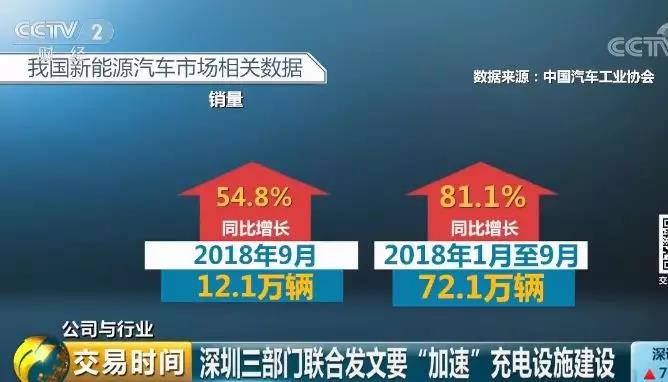 CCTV 2
财经
CCTV
我国新能源汽车市场相关数据
数据来源：中国汽车工业协会
销量
54.8%
同比增长
2018年9月
12.1万辆
81.1%
同比增长
2018年1月至9月
72.1万辆
公司与行业
交易时间
深圳三部门联合发文要“加速”充电设施建设
交
深